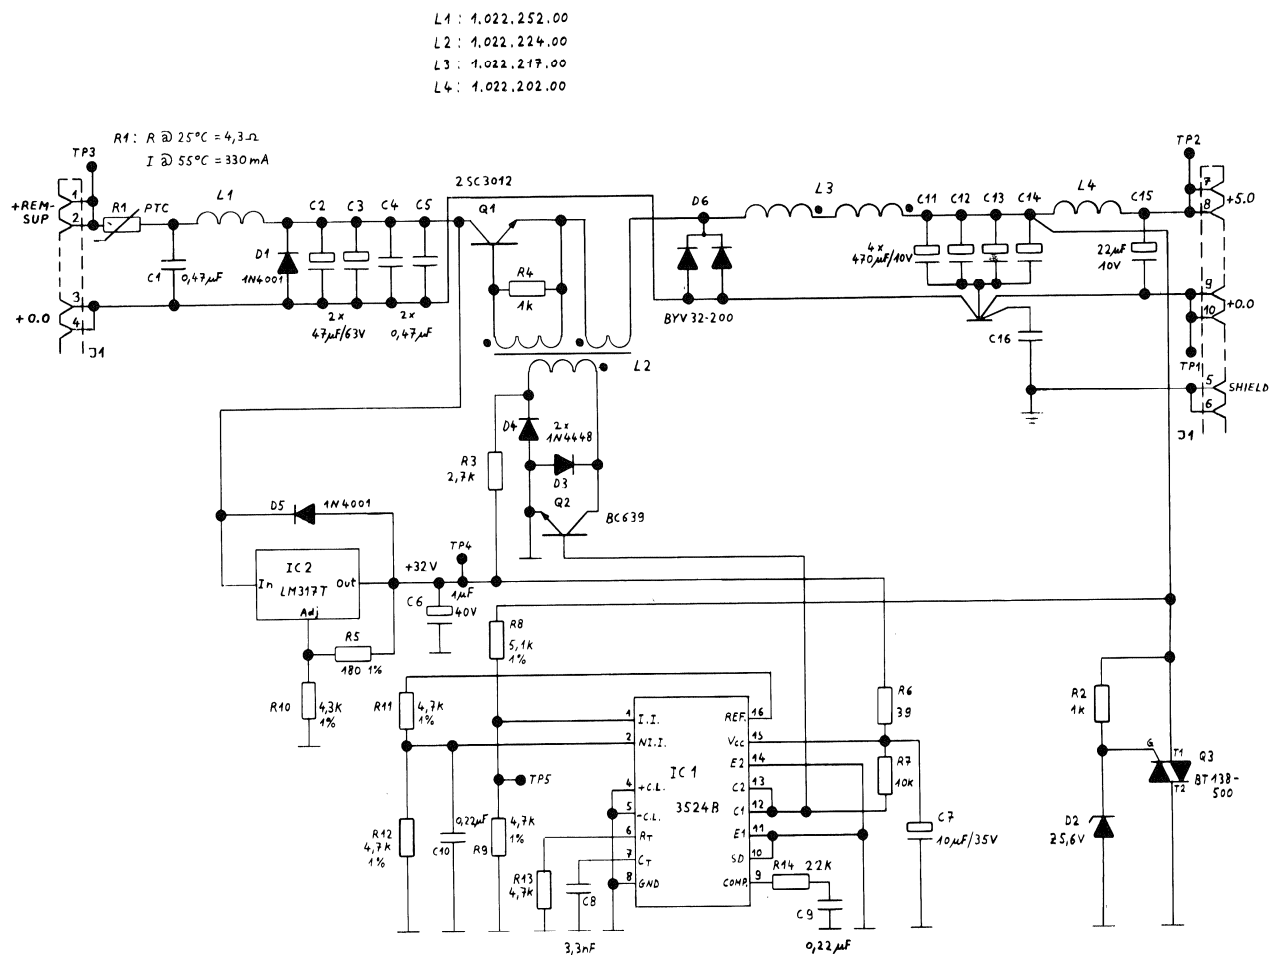 L1 : 1.022.252.00
L2 : 1.022.224.00
L3 : 1.022.217.00
L4 : 1.022.202.00
R1 : R @ 25°C = 4,3Ω
I @ 55°C = 330mA
TP3
+REM-
SUP
1
2
R1
PTC
L1
C1
0,47µF
D1
1N4001
C2
C3
C4
C5
2x
47µF/63V
2x
0,47µF
3
4
+0.0
J1
2SC3012
Q1
R4
1k
L2
D6
BYV 32-200
L3
C11
C12
C13
C14
4x
470µF/10V
L4
C15
22µF
10V
C16
TP2
7
8
+5.0
9
10
+0.0
TP1
5
6
SHIELD
J1
D4
2x
1N4448
D3
R3
2,7K
Q2
BC639
D5
1N4001
IC2
LM317T
In
Out
Adj
+32V
TP4
C6
1µF
40V
R5
180 1%
R10
4,3K
1%
R8
5,1K
1%
R11
4,7K
1%
R12
4,7K
1%
0,22µF
C10
TP5
4,7K
1%
R9
R13
4,7K
C8
3,3nF
IC1
3524B
1
I.I.
2
NI.I.
4
+C.L.
5
-C.L.
6
RT
7
CT
8
GND
REF.
16
Vcc
15
E2
14
C2
13
C1
12
E1
11
SD
10
COMP.
9
R14
22K
C9
0,22µF
R6
39
R7
10K
C7
10µF/35V
R2
1K
D2
Z5,6V
G
T1
T2
Q3
BT138-
500